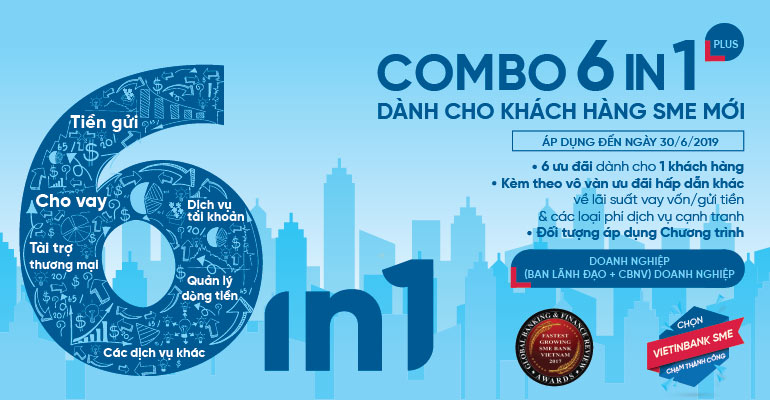 Tiền gửi
Cho vay
Dịch vụ
tài khoản
Tài trợ
thương mại
Quản lý
dòng tiền
Các dịch vụ khác
6in1
COMBO 6 IN 1
PLUS
DÀNH CHO KHÁCH HÀNG SME MỚI
ÁP DỤNG ĐẾN NGÀY 30/6/2019
• 6 ưu đãi dành cho 1 khách hàng
• Kèm theo vô vàn ưu đãi hấp dẫn khác
về lãi suất vay vốn/gửi tiền
& các loại phí dịch vụ cạnh tranh
• Đối tượng áp dụng Chương trình
DOANH NGHIỆP
(BAN LÃNH ĐẠO + CBNV) DOANH NGHIỆP
GLOBAL BANKING & FINANCE REVIEW
FASTEST
GROWING
SME BANK
VIETNAM
2017
AWARDS
CHỌN
VIETINBANK SME
CHẠM THÀNH CÔNG